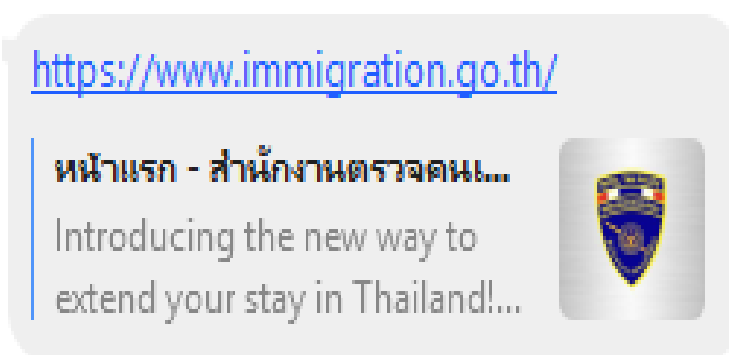 https://www.immigration.go.th/
หน้าแรก - สำนักงานตรวจคนเ...
Introducing the new way to
extend your stay in Thailand!...